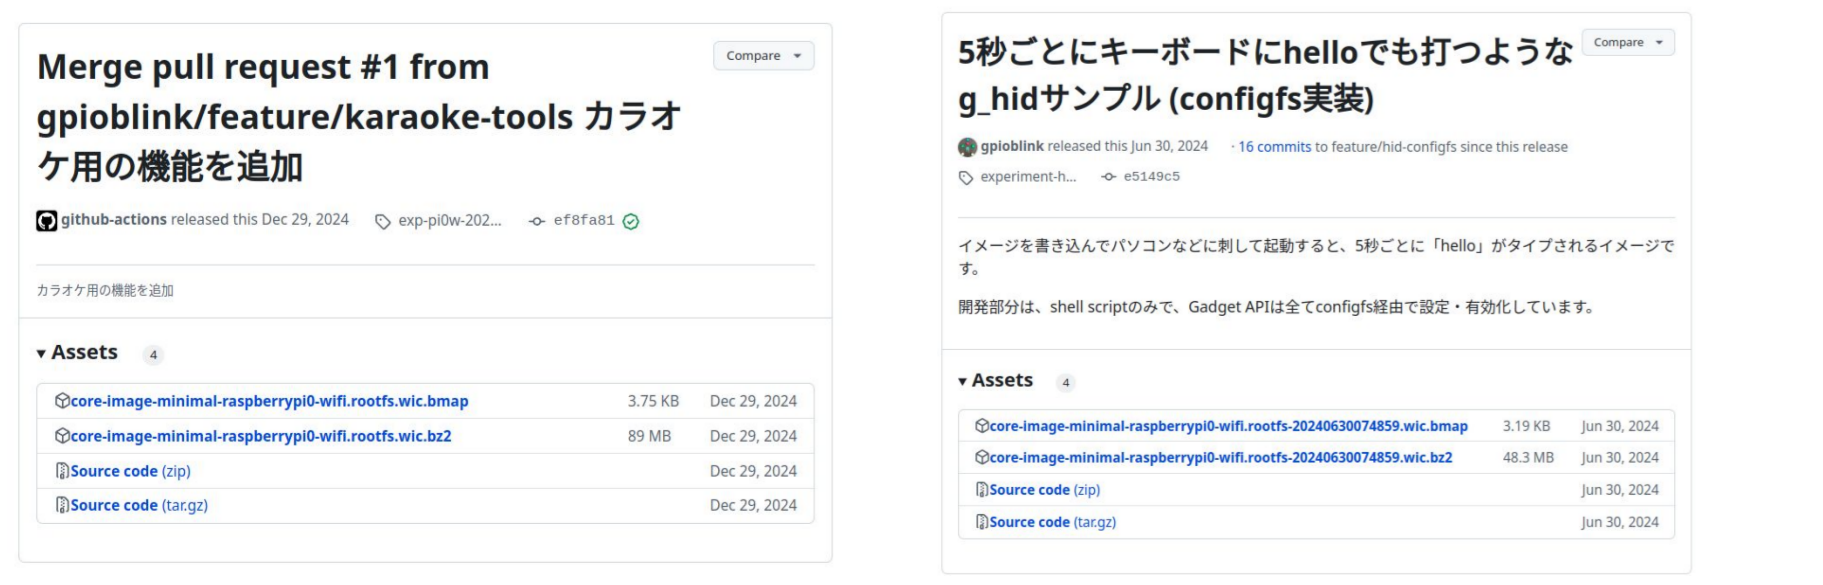 Merge pull request #1 from
gpioblink/feature/karaoke-tools カラオ
ケ用の機能を追加
Compare
github-actions released this Dec 29, 2024 exp-pi0w-202... ef8fa81
カラオケ用の機能を追加
Assets 4
core-image-minimal-raspberrypi0-wifi.rootfs.wic.bmap 3.75 KB Dec 29, 2024
core-image-minimal-raspberrypi0-wifi.rootfs.wic.bz2 89 MB Dec 29, 2024
Source code (zip) Dec 29, 2024
Source code (tar.gz) Dec 29, 2024
5秒ごとにキーボードにhelloでも打つような
g_hidサンプル (configfs実装)
Compare
gpioblink released this Jun 30, 2024 · 16 commits to feature/hid-configfs since this release
experiment-h... e5149c5
イメージを書き込んでパソコンなどに刺して起動すると、5秒ごとに「hello」がタイプされるイメージで
す。
開発部分は、shell scriptのみで、Gadget APIは全てconfigfs経由で設定・有効化しています。
Assets 4
core-image-minimal-raspberrypi0-wifi.rootfs-20240630074859.wic.bmap 3.19 KB Jun 30, 2024
core-image-minimal-raspberrypi0-wifi.rootfs-20240630074859.wic.bz2 48.3 MB Jun 30, 2024
Source code (zip) Jun 30, 2024
Source code (tar.gz) Jun 30, 2024